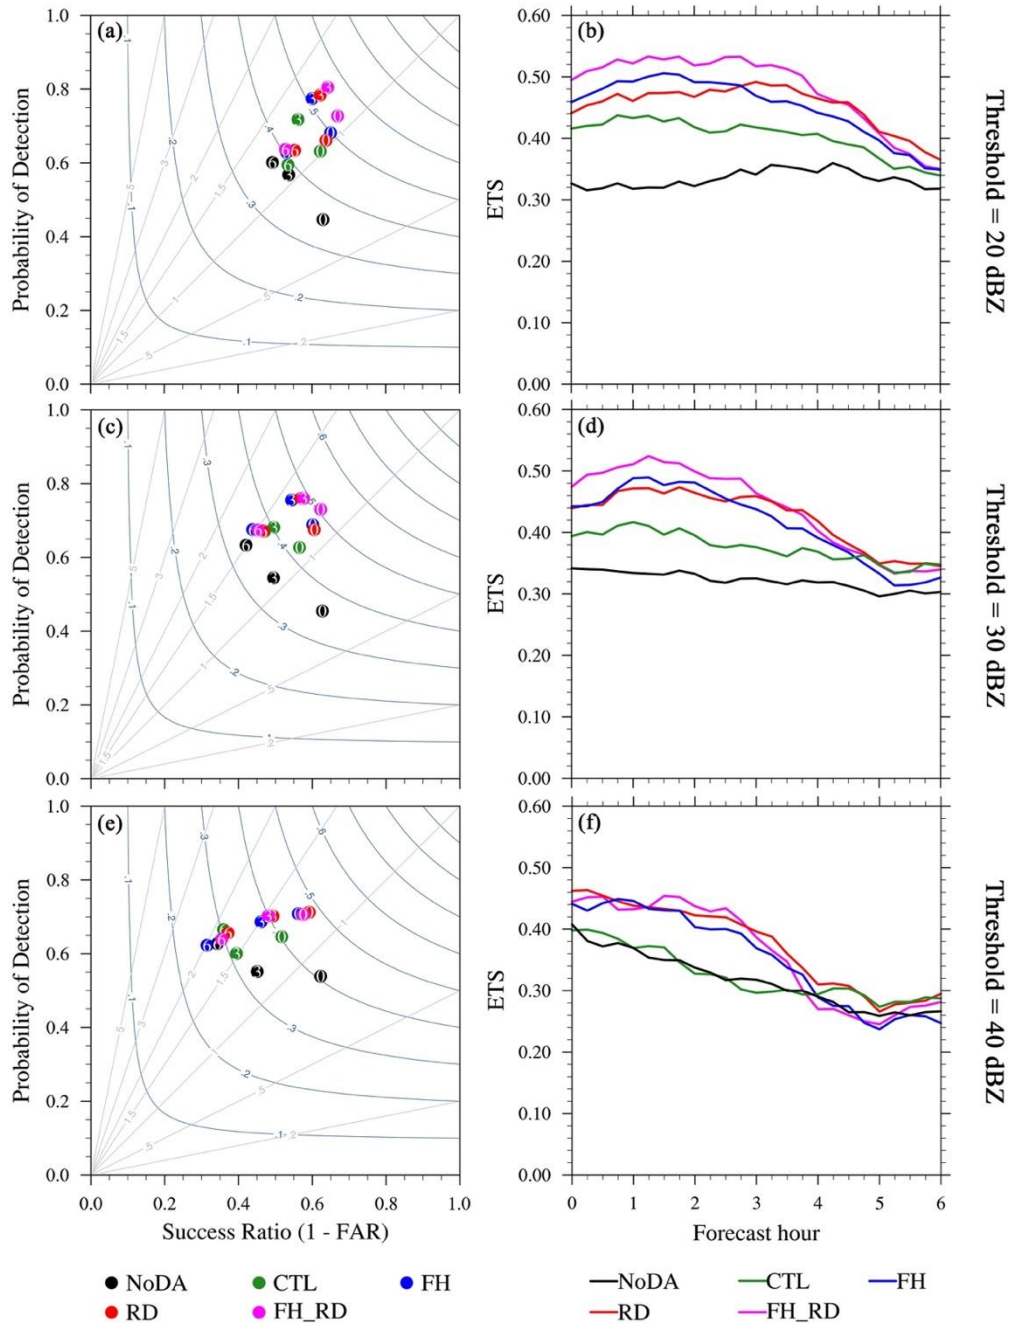 (a)
(b)
Probability of Detection
ETS
Threshold = 20 dBZ
1.0
0.8
0.6
0.4
0.2
0.0
0.60
0.50
0.40
0.30
0.20
0.10
0.00
(c)
(d)
Probability of Detection
ETS
Threshold = 30 dBZ
1.0
0.8
0.6
0.4
0.2
0.0
0.60
0.50
0.40
0.30
0.20
0.10
0.00
(e)
(f)
Probability of Detection
ETS
Threshold = 40 dBZ
1.0
0.8
0.6
0.4
0.2
0.0
0.60
0.50
0.40
0.30
0.20
0.10
0.00
0.0 0.2 0.4 0.6 0.8 1.0
0 1 2 3 4 5 6
Success Ratio (1 - FAR)
Forecast hour
NoDA CTL FH
RD FH_RD
NoDA CTL FH
RD FH_RD